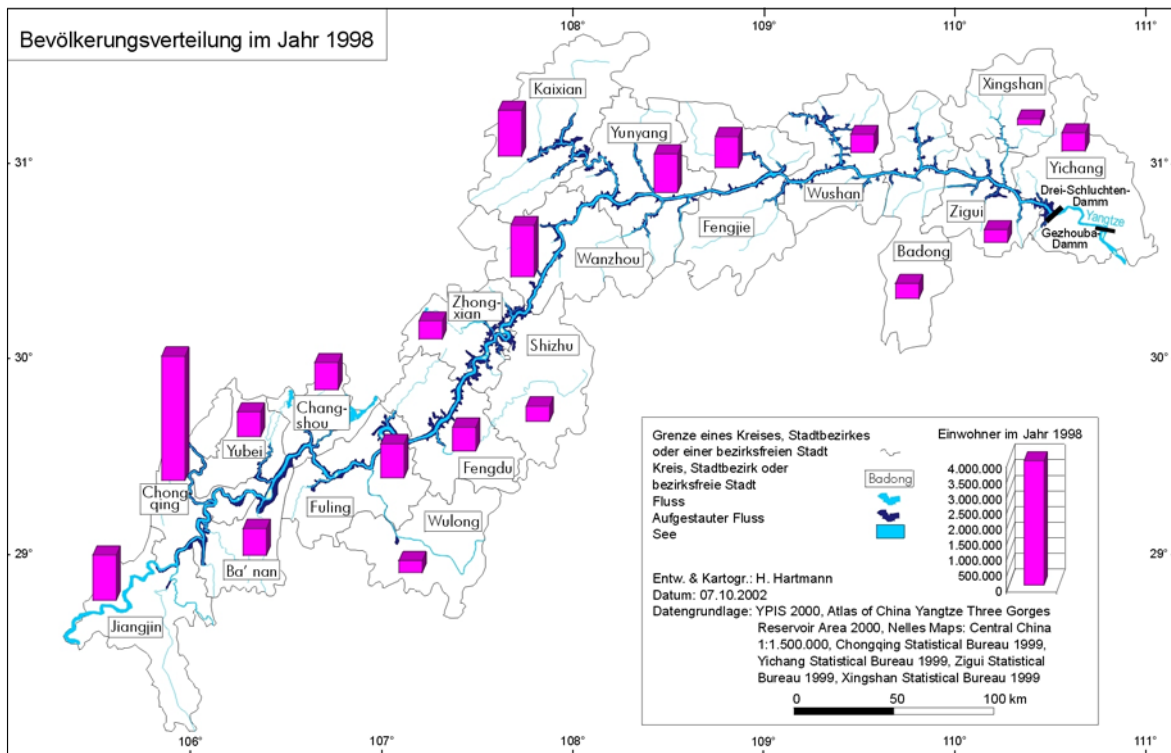 Bevölkerungsverteilung im Jahr 1998
108°
109°
110°
111°
31°
31°
30°
30°
29°
29°
106°
107°
108°
109°
110°
111°
Kaixian
Yunyang
Xingshan
Yichang
Drei-Schluchten-
Damm
Yangtze
Gezhouba-
Damm
Zigui
Wushan
Fengjie
Badong
Wanzhou
Zhong-
xian
Shizhu
Chang-
shou
Yubei
Fengdu
Chong-
qing
Fuling
Wulong
Ba' nan
Jiangjin
Grenze eines Kreises, Stadtbezirkes
oder einer bezirksfreien Stadt
Kreis, Stadtbezirk oder
bezirksfreie Stadt
Badong
Fluss
Aufgestauter Fluss
See
Einwohner im Jahr 1998
4.000.000
3.500.000
3.000.000
2.500.000
2.000.000
1.500.000
1.000.000
500.000
0
Entw. & Kartogr.: H. Hartmann
Datum: 07.10.2002
Datengrundlage: YPIS 2000, Atlas of China Yangtze Three Gorges
Reservoir Area 2000, Nelles Maps: Central China
1:1.500.000, Chongqing Statistical Bureau 1999,
Yichang Statistical Bureau 1999, Zigui Statistical
Bureau 1999, Xingshan Statistical Bureau 1999
0 50 100 km